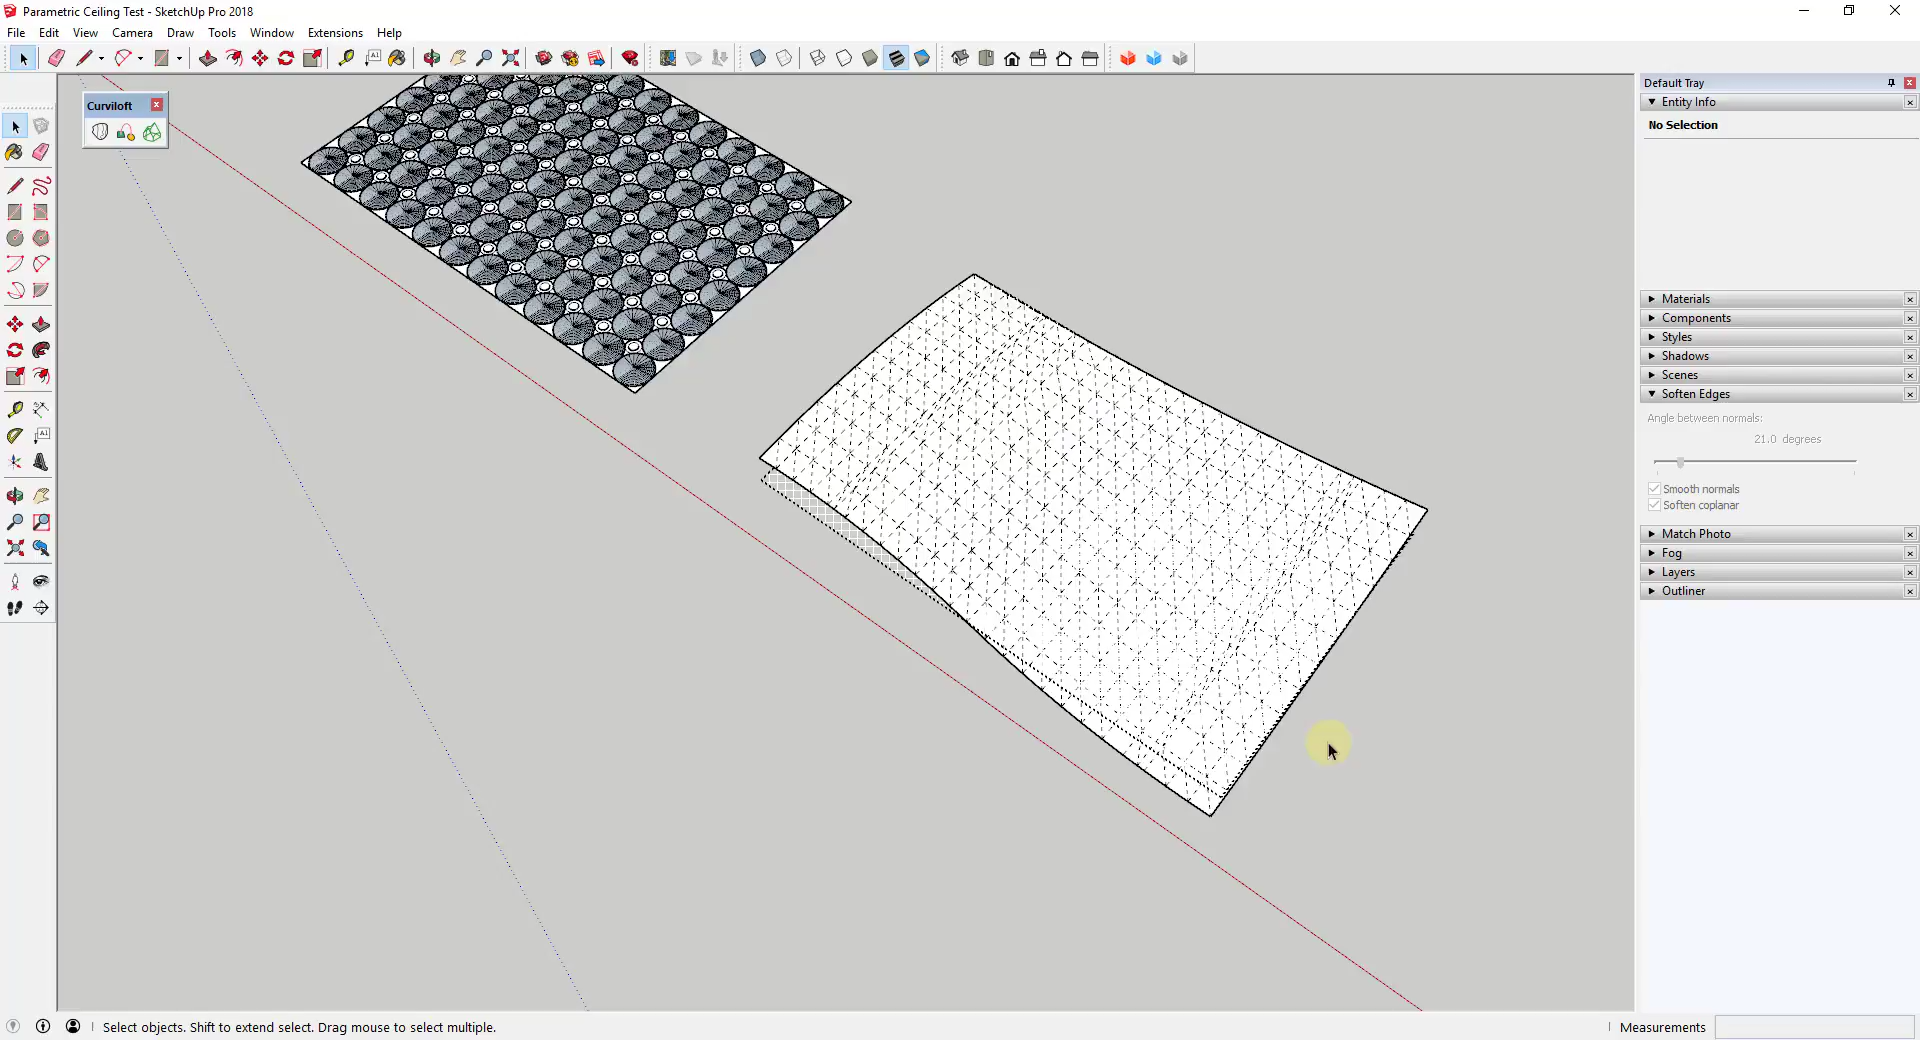 Parametric Ceiling Test - SketchUp Pro 2018
File Edit View Camera Draw Tools Window Extensions Help
Curviloft
Default Tray
Entity Info
No Selection
Materials
Components
Styles
Shadows
Scenes
Soften Edges
Angle between normals:
21.0 degrees
Smooth normals
Soften coplanar
Match Photo
Fog
Layers
Outliner
Select objects. Shift to extend select. Drag mouse to select multiple.
Measurements